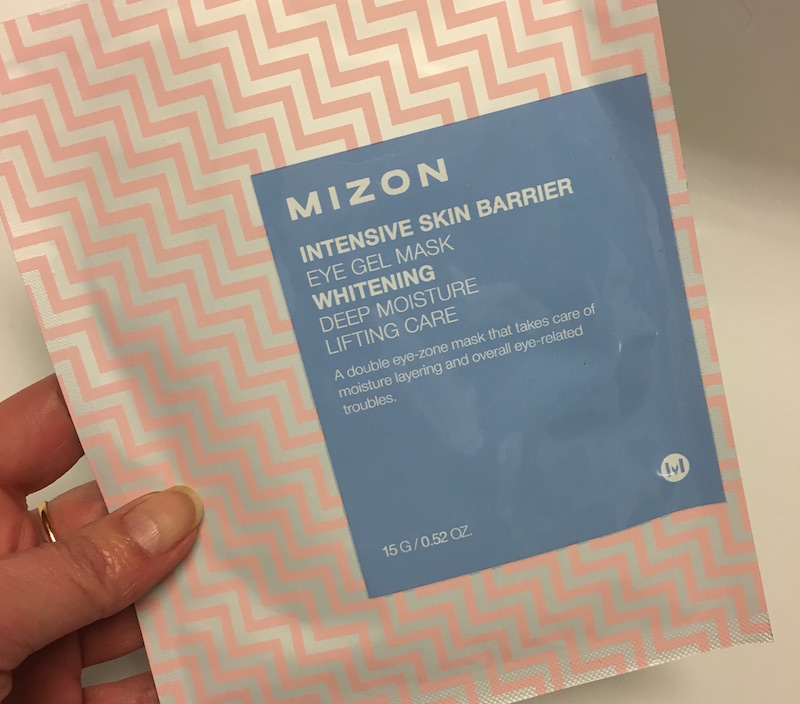 MIZON
INTENSIVE SKIN BARRIER
EYE GEL MASK
WHITENING
DEEP MOISTURE
LIFTING CARE
A double eye-zone mask that takes care of
moisture layering and overall eye-related
troubles.
15 G / 0.52 OZ.